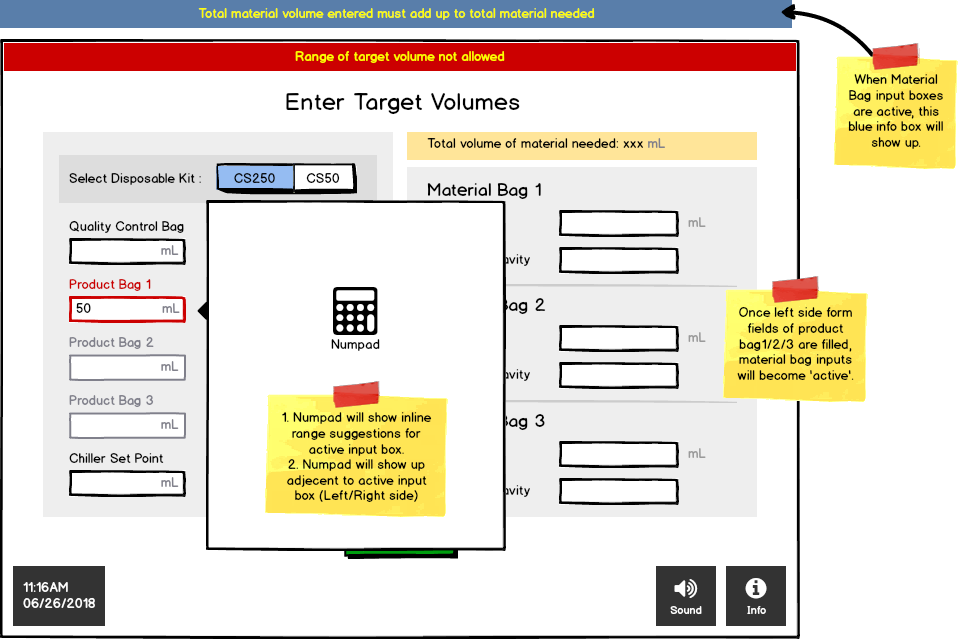 Total material volume entered must add up to total material needed
Range of target volume not allowed
When Material
Bag input boxes
are active, this
blue info box will
show up.
Enter Target Volumes
Total volume of material needed: xxx mL
Select Disposable Kit :
CS250
CS50
Material Bag 1
mL
avity
Quality Control Bag
mL
Product Bag 1
50 mL
Product Bag 2
mL
Product Bag 3
mL
Chiller Set Point
mL
Numpad
1. Numpad will show inline
range suggestions for
active input box.
2. Numpad will show up
adjecent to active input
box (Left/Right side)
Bag 2
mL
avity
Bag 3
mL
avity
Once left side form
fields of product
bag1/2/3 are filled,
material bag inputs
will become 'active'.
11:16AM
06/26/2018
Sound
Info